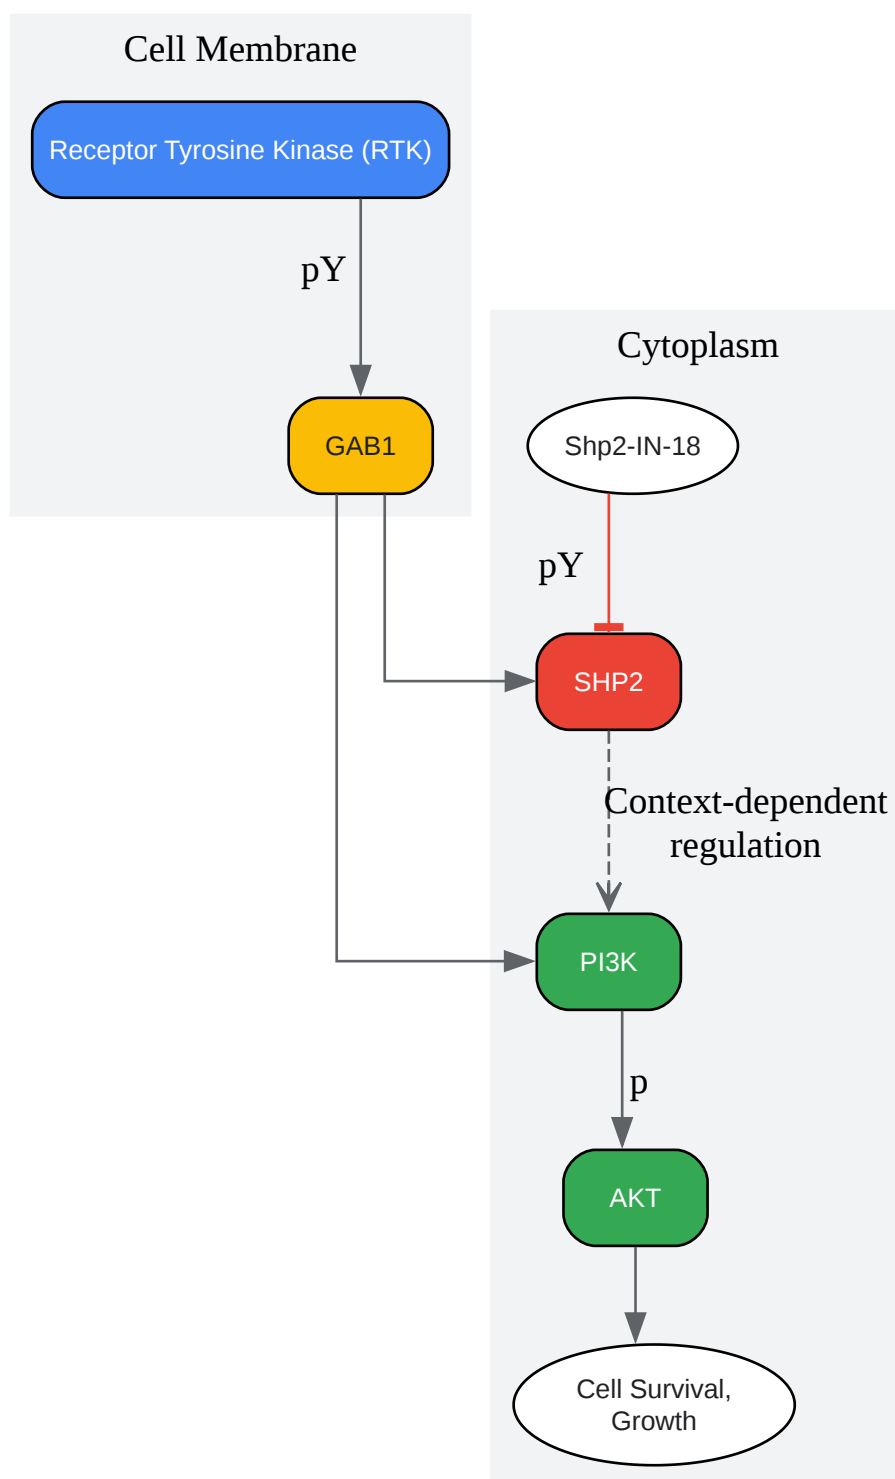 Cell Membrane
Receptor Tyrosine Kinase (RTK)
pY
GAB1
Cytoplasm
Shp2-IN-18
pY
SHP2
Context-dependent
regulation
PI3K
p
AKT
Cell Survival,
Growth